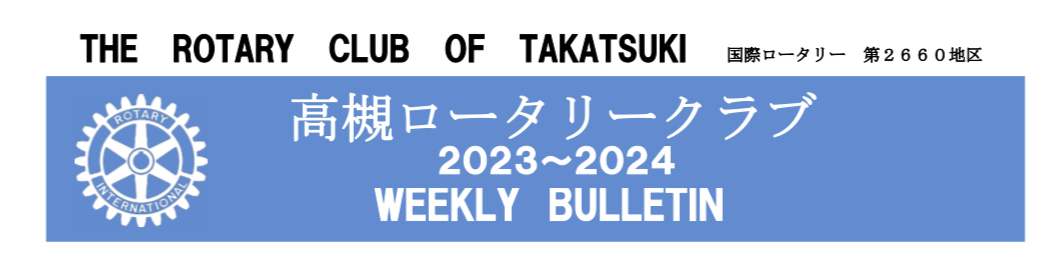 THE ROTARY CLUB OF TAKATSUKI 国際ロータリー 第2660地区
高槻ロータリークラブ
2023~2024
WEEKLY BULLETIN
ROTARY
INTERNATIONAL